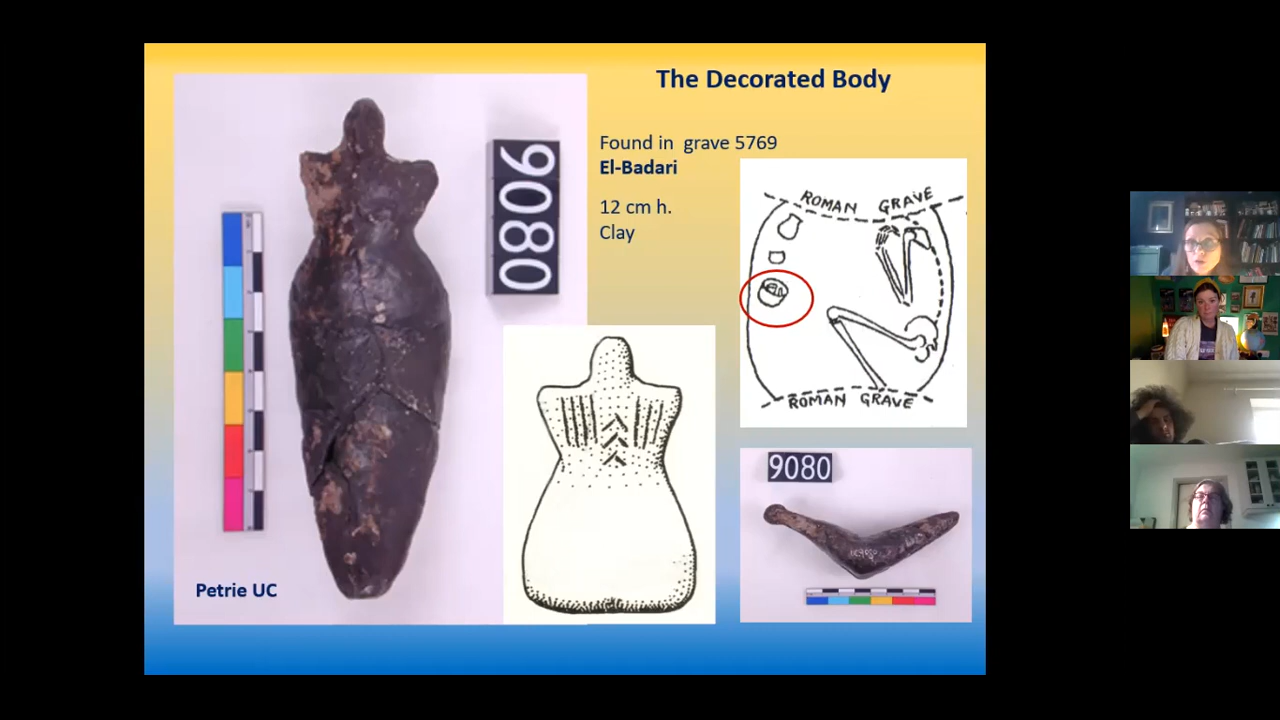 The Decorated Body
Found in grave 5769
El-Badari
12 cm h.
Clay
9080
ROMAN GRAVE
ROMAN GRAVE
9080
Petrie UC